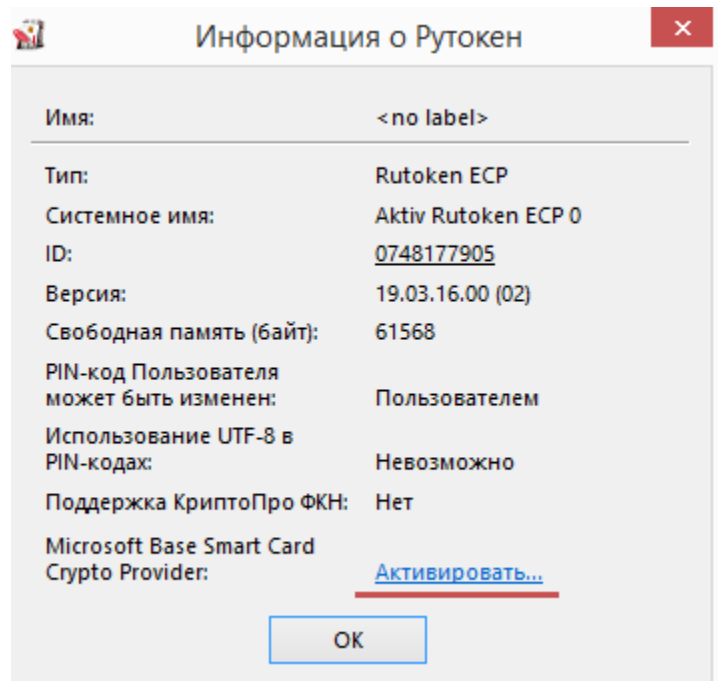 Информация о Рутокен
Имя: <no label>
Тип: Rutoken ECP
Системное имя: Aktiv Rutoken ECP 0
ID: 0748177905
Версия: 19.03.16.00 (02)
Свободная память (байт): 61568
PIN-код Пользователя
может быть изменен: Пользователем
Использование UTF-8 в
PIN-кодах: Невозможно
Поддержка КриптоПро ФКН: Нет
Microsoft Base Smart Card
Crypto Provider: Активировать...
ОК